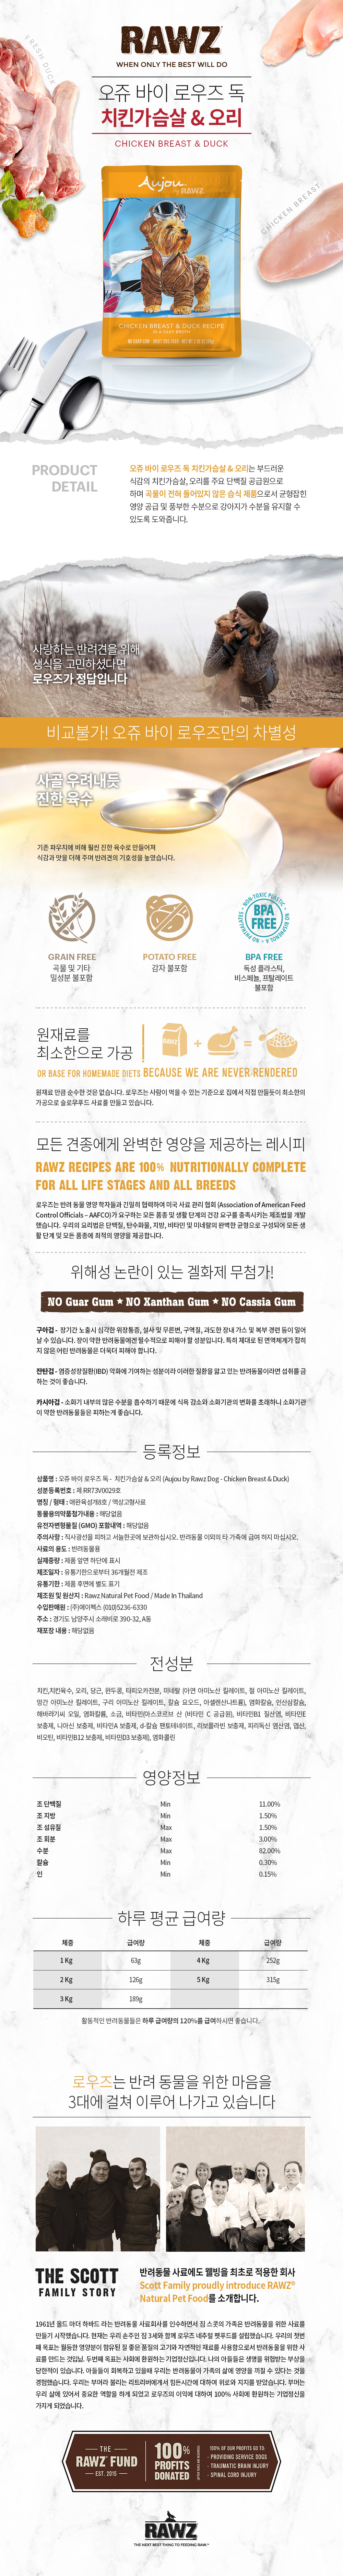 RAWZ
WHEN ONLY THE BEST WILL DO
FRESH DUCK
오쥬 바이 로우즈 독
치킨가슴살 & 오리
CHICKEN BREAST & DUCK
CHICKEN BREAST
Aujou
by RAWZ
CHICKEN BREAST & DUCK RECIPE
PRODUCT
DETAIL
오쥬 바이 로우즈 독 치킨가슴살 & 오리는 부드러운
식감의 치킨가슴살, 오리를 주요 단백질 공급원으로
하며 곡물이 전혀 들어있지 않은 습식 제품으로서 균형잡힌
영양 공급 및 풍부한 수분으로 강아지가 수분을 유지할 수
있도록 도와줍니다.
사랑하는 반려견을 위해
생식을 고민하셨다면
로우즈가 정답입니다
비교불가! 오쥬 바이 로우즈만의 차별성
사골 우려내듯
진한 육수
기존 파우치에 비해 훨씬 진한 육수로 만들어져
식감과 맛을 더해 주며 반려견의 기호성을 높였습니다.
GRAIN FREE
곡물 및 기타
밀성분 불포함
POTATO FREE
감자 불포함
BPA
FREE
BPA FREE
독성 플라스틱,
비스페놀, 프탈레이트
불포함
원재료를
최소한으로 가공
RAWZ
+
=
OR BASE FOR HOMEMADE DIETS BECAUSE WE ARE NEVER-RENDERED
원재료 만큼 순수한 것은 없습니다. 로우즈는 사람이 먹을 수 있는 기준으로 집에서 직접 만들듯이 최소한의
가공으로 슬로우푸드 사료를 만들고 있습니다.
모든 견종에게 완벽한 영양을 제공하는 레시피
RAWZ RECIPES ARE 100% NUTRITIONALLY COMPLETE
FOR ALL LIFE STAGES AND ALL BREEDS
로우즈는 반려 동물 영양 학자들과 긴밀히 협력하여 미국 사료 관리 협회 (Association of American Feed
Control Officials – AAFCO)가 요구하는 모든 품종 및 생활 단계의 건강 요구를 충족시키는 제조법을 개발
했습니다. 우리의 요리법은 단백질, 탄수화물, 지방, 비타민 및 미네랄의 완벽한 균형으로 구성되어 모든 생
활 단계 및 모든 품종에 최적의 영양을 제공합니다.
위해성 논란이 있는 겔화제 무첨가!
NO Guar Gum ★ NO Xanthan Gum ★ NO Cassia Gum
구아검 - 장기간 노출시 심각한 위장통증, 설사 및 무른변, 구역질, 과도한 장내 가스 및 복부 경련 등이 일어
날 수 있습니다. 장이 약한 반려동물에겐 필수적으로 피해야 할 성분입니다. 특히 제대로 된 면역체계가 잡히
지 않은 어린 반려동물은 더욱더 피해야 합니다.
잔탄검 - 염증성장질환(IBD) 악화에 기여하는 성분이라 이러한 질환을 앓고 있는 반려동물이라면 섭취를 금
하는 것이 좋습니다.
카시아검 - 소화기 내부의 많은 수분을 흡수하기 때문에 식욕 감소와 소화기관의 변화를 초래하니 소화기관
이 약한 반려동물들은 피하는게 좋습니다.
등록정보
상품명 : 오쥬 바이 로우즈 독 - 치킨가슴살 & 오리 (Aujou by Rawz Dog - Chicken Breast & Duck)
성분등록번호 : 제 RR73V0029호
명칭 / 형태 : 애완육성개8호 / 액상고형사료
동물용의약품첨가내용 : 해당없음
유전자변형물질 (GMO) 포함내역 : 해당없음
주의사항 : 직사광선을 피하고 서늘한곳에 보관하십시오. 반려동물 이외의 타 가축에 급여 하지 마십시오.
사료의 용도 : 반려동물용
실제중량 : 제품 앞면 하단에 표시
제조일자 : 유통기한으로부터 36개월전 제조
유통기한 : 제품 후면에 별도 표기
제조원 및 원산지 : Rawz Natural Pet Food / Made In Thailand
수입판매원 : (주)에이펙스 (010)5236-6330
주소 : 경기도 남양주시 소래비로 390-32, A동
재포장 내용 : 해당없음
전성분
치킨,치킨육수, 오리, 당근, 완두콩, 타피오카전분, 미네랄 (아연 아미노산 킬레이트, 철 아미노산 킬레이트,
망간 아미노산 킬레이트, 구리 아미노산 킬레이트, 칼슘 요오드, 아셀렌산나트륨), 염화칼슘, 인산삼칼슘,
해바라기씨 오일, 염화칼륨, 소금, 비타민(아스코르브 산 (비타민 C 공급원), 비타민B1 질산염, 비타민E
보충제, 니아신 보충제, 비타민A 보충제, d-칼슘 팬토테네이트, 리보플라빈 보충제, 피리독신 염산염, 엽산,
비오틴, 비타민B12 보충제, 비타민D3 보충제), 염화콜린
영양정보
조 단백질 Min 11.00%
조 지방 Min 1.50%
조 섬유질 Max 1.50%
조 회분 Max 3.00%
수분 Max 82.00%
칼슘 Min 0.30%
인 Min 0.15%
하루 평균 급여량
체중 급여량 체중 급여량
1 Kg 63g 4 Kg 252g
2 Kg 126g 5 Kg 315g
3 Kg 189g
활동적인 반려동물들은 하루 급여량의 120%를 급여하시면 좋습니다.
로우즈는 반려 동물을 위한 마음을
3대에 걸쳐 이루어 나가고 있습니다
THE SCOTT
FAMILY STORY
반려동물 사료에도 웰빙을 최초로 적용한 회사
Scott Family proudly introduce RAWZ®
Natural Pet Food를 소개합니다.
1961년 올드 마더 하바드 라는 반려동물 사료회사를 인수하면서 짐 스콧의 가족은 반려동물을 위한 사료를
만들기 시작했습니다. 현재는 우리 손주인 짐 3세와 함께 로우즈 네추럴 펫푸드를 설립했습니다. 우리의 첫번
째 목표는 월등한 영양분이 함유된 질 좋은 품질의 고기와 자연적인 재료를 사용함으로서 반려동물을 위한 사
료를 만드는 것입니다. 두번째 목표는 사회에 환원하는 기업정신입니다. 나의 아들들은 생명을 위협받는 부상을
당한적이 있습니다. 아들들이 회복하고 있을때 우리는 반려동물이 가족의 삶에 영향을 끼칠 수 있다는 것을
경험했습니다. 우리는 부머라 불리는 리트리버에게서 힘든시간에 대하여 위로와 지지를 받았습니다. 부머는
우리 삶에 있어서 중요한 역할을 하게 되었고 로우즈의 이익에 대하여 100% 사회에 환원하는 기업정신을
가지게 되었습니다.
THE
RAWZ® FUND
EST. 2015
100%
PROFITS
DONATED
100% OF OUR PROFITS GO TO:
· PROVIDING SERVICE DOGS
· TRAUMATIC BRAIN INJURY
· SPINAL CORD INJURY
RAWZ
THE NEXT BEST THING TO FEEDING RAW.™